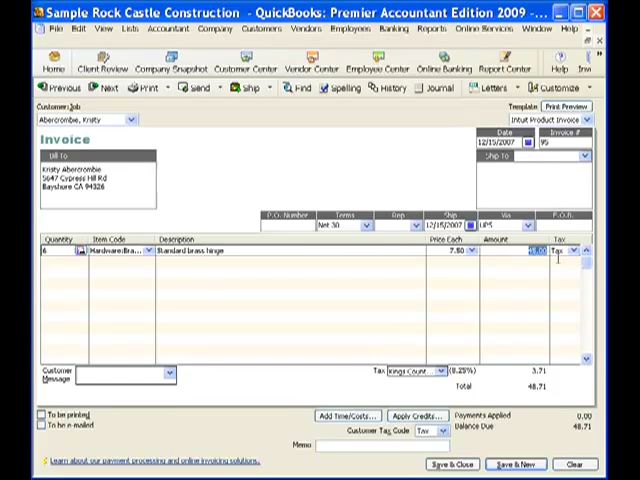 Sample Rock Castle Construction - QuickBooks: Premier Accountant Edition 2009 - ...
File Edit View Lists Accountant Company Customers Vendors Employees Banking Reports Online Services Window Help
Home Client Review Company Snapshot Customer Center Vendor Center Employee Center Online Banking Report Center Help
Previous Next Print Send Ship Find Spelling History Journal Letters Customize
Customer:Job Template Print Preview
Abercrombie, Kristy Intuit Product Invoice
Invoice Date Invoice #
12/15/2007 95
Bill To Ship To
Kristy Abercrombie
5647 Cypress Hill Rd
Bayshore CA 94326
P.O. Number Terms Rep Ship Via F.O.B.
Net 30 12/15/2007 UPS
Quantity Item Code Description Price Each Amount Tax
6 Hardware:Bra... Standard brass hinge 7.50 45.00 Tax
Customer Message Tax Kings Count... (8.25%) 3.71
Total 48.71
To be printed Add Time/Costs... Apply Credits... Payments Applied 0.00
To be e-mailed Customer Tax Code Tax Balance Due 48.71
Memo
Learn about our payment processing and online invoicing solutions.
Save & Close Save & New Clear